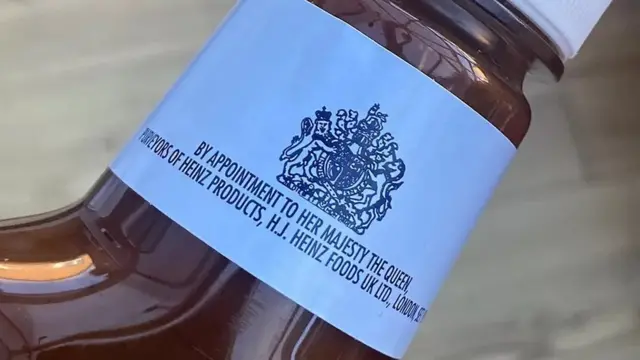 BY APPOINTMENT TO HER MAJESTY THE QUEEN,
PURVEYORS OF HEINZ PRODUCTS, H.J. HEINZ FOODS UK LTD, LONDON,